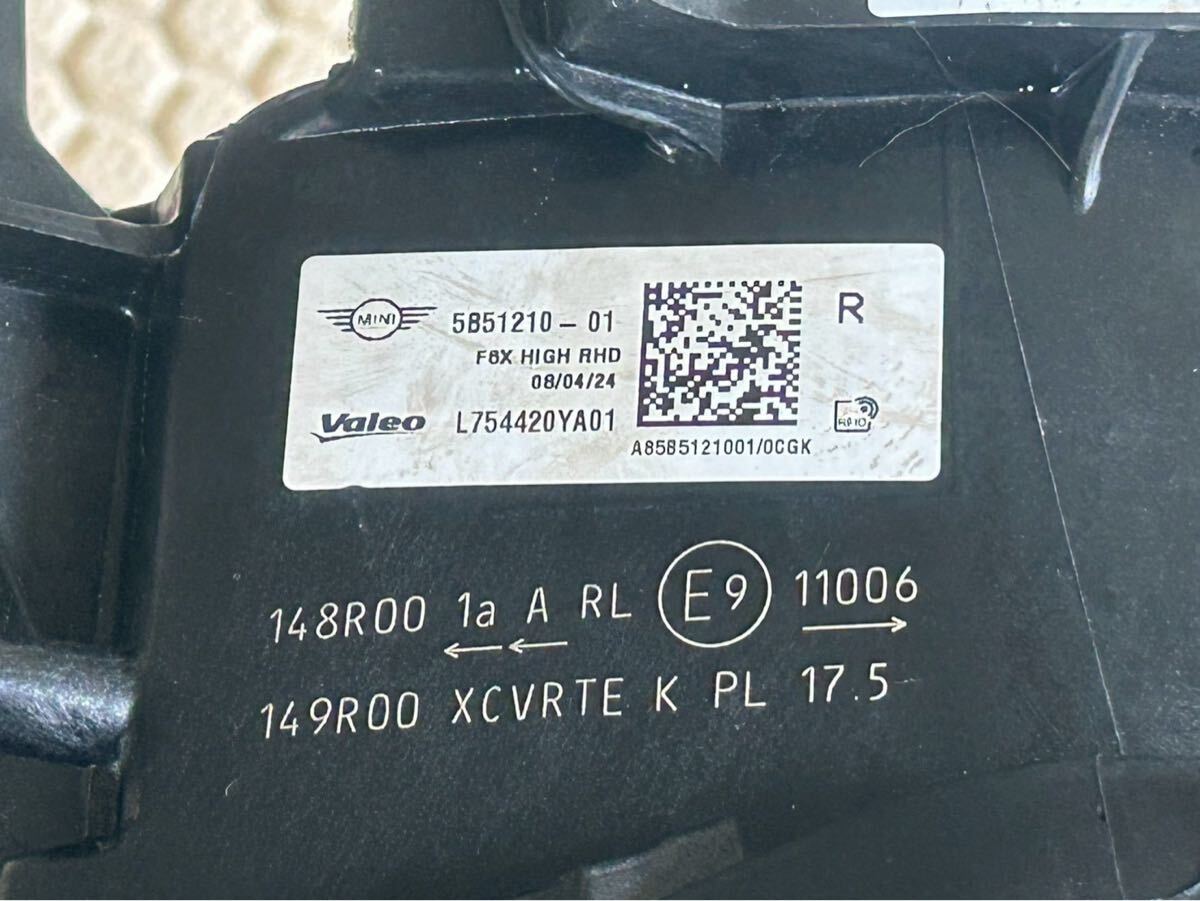 MINI 5B51210-01 R
F6X HIGH RHD
08/04/24
Valeo L754420YA01
A85B5121001/0CGK
148R00 1a A RL E9 11006
149R00 XCVRTE K PL 17.5